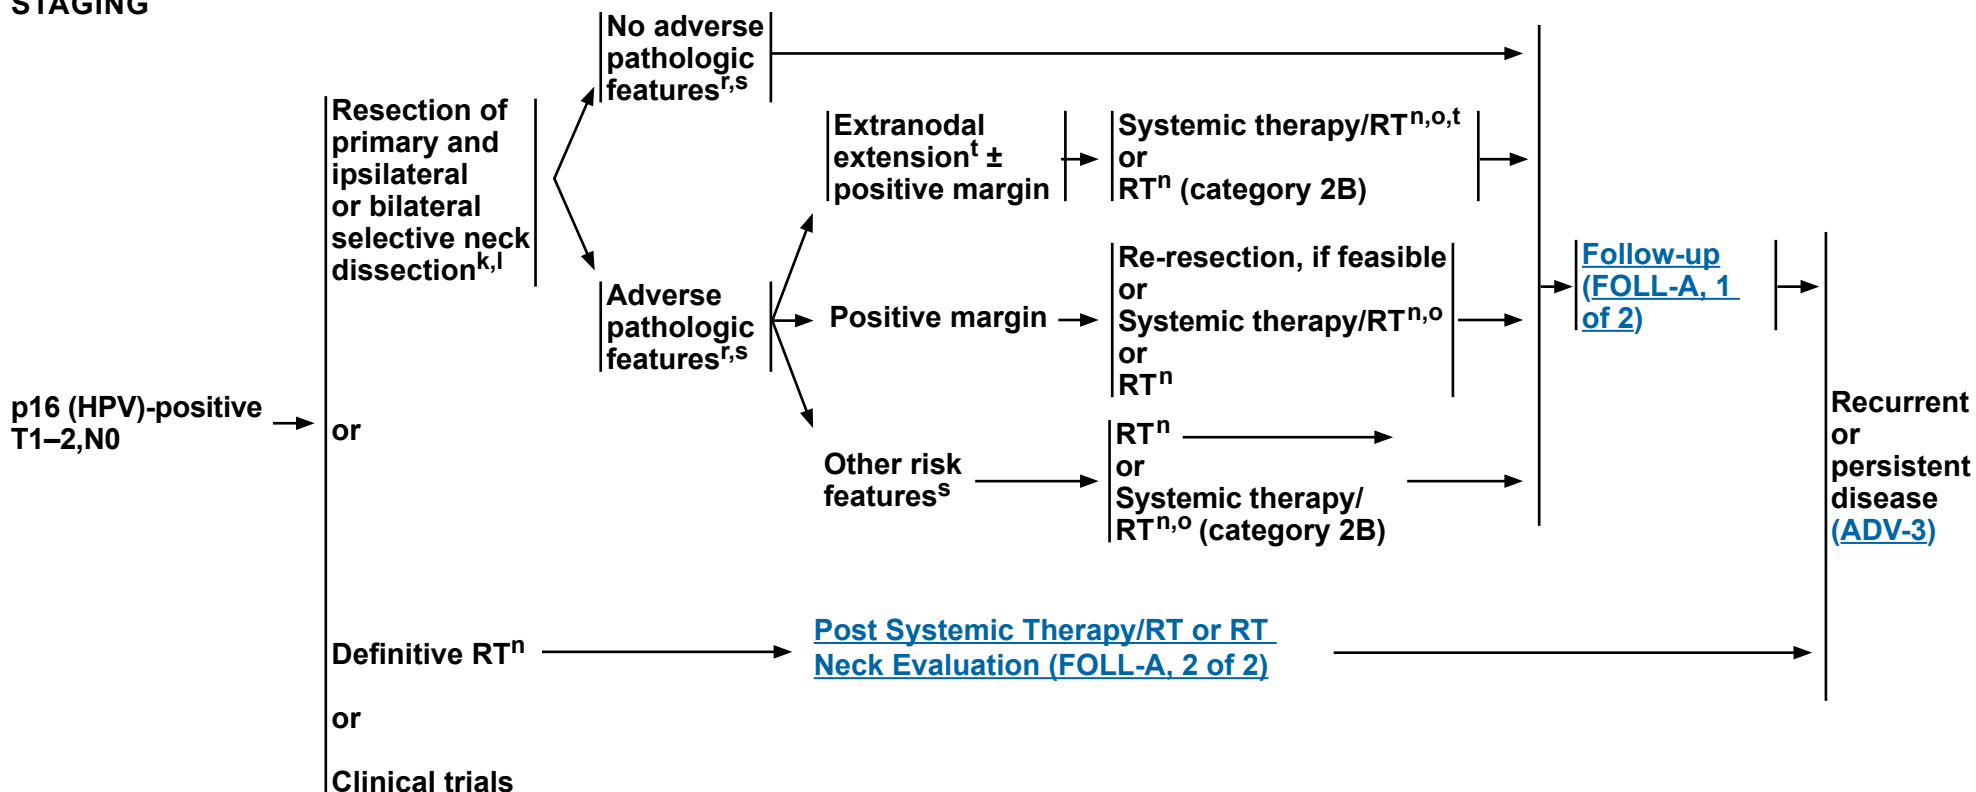 STAGING
No adverse
pathologic
features^r,s
Resection of
primary and
ipsilateral
or bilateral
selective neck
dissection^k,l
Extranodal
extension^t ±
positive margin
Systemic therapy/RT^n,o,t
or
RT^n (category 2B)
Adverse
pathologic
features^r,s
Positive margin
Re-resection, if feasible
or
Systemic therapy/RT^n,o
or
RT^n
Follow-up
(FOLL-A, 1
of 2)
p16 (HPV)-positive
T1–2,N0
or
Other risk
features^s
RT^n
or
Systemic therapy/
RT^n,o (category 2B)
Recurrent
or
persistent
disease
(ADV-3)
Definitive RT^n
Post Systemic Therapy/RT or RT
Neck Evaluation (FOLL-A, 2 of 2)
or
Clinical trials